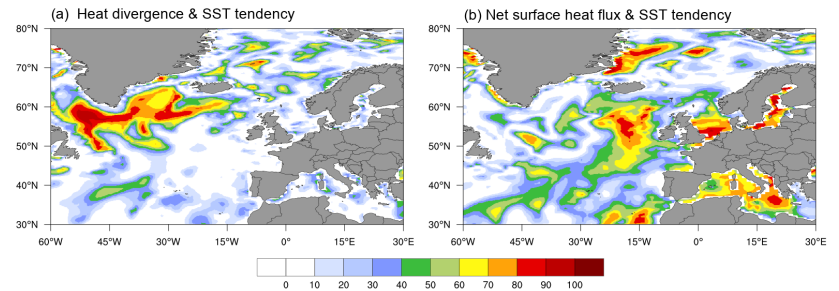 (a) Heat divergence & SST tendency
(b) Net surface heat flux & SST tendency
80°N
70°N
60°N
50°N
40°N
30°N
60°W 45°W 30°W 15°W 0° 15°E 30°E
80°N
70°N
60°N
50°N
40°N
30°N
60°W 45°W 30°W 15°W 0° 15°E 30°E
0 10 20 30 40 50 60 70 80 90 100